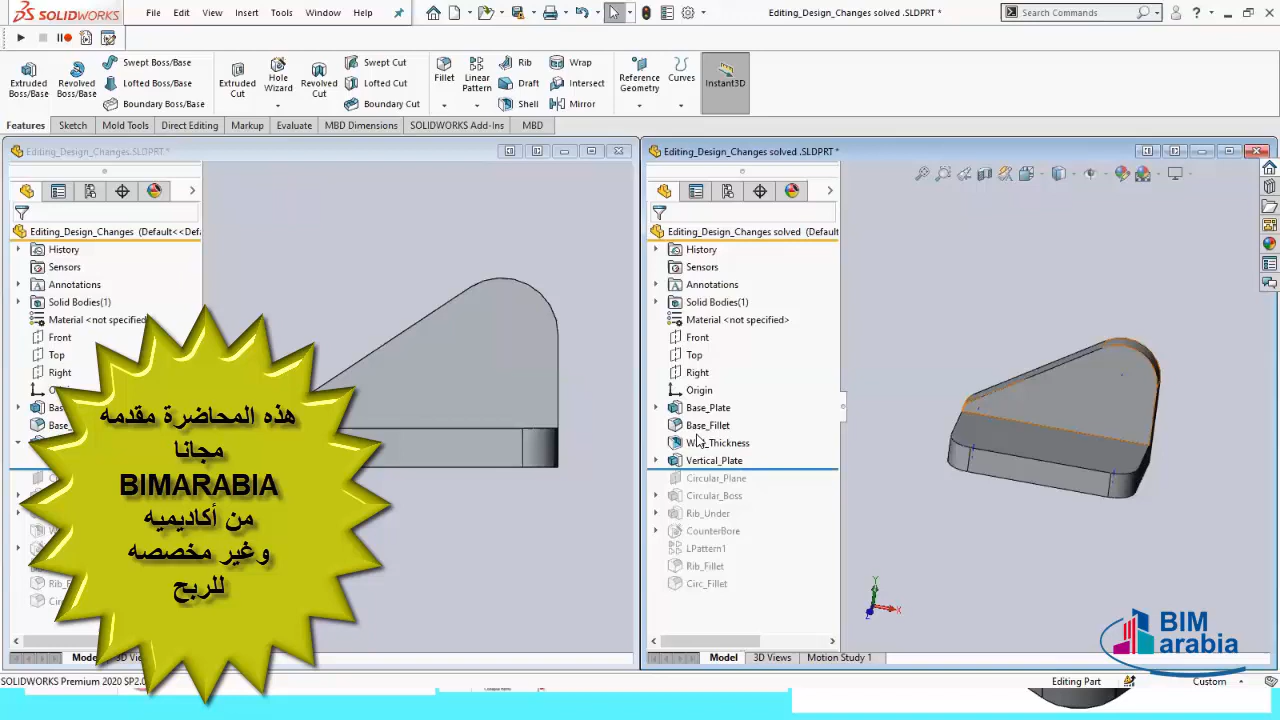 SOLIDWORKS File Edit View Insert Tools Window Help Editing_Design_Changes solved .SLDPRT * Search Commands
Extruded Boss/Base Revolved Boss/Base Swept Boss/Base Lofted Boss/Base Boundary Boss/Base Extruded Cut Hole Wizard Revolved Cut Swept Cut Lofted Cut Boundary Cut Fillet Linear Pattern Rib Draft Shell Wrap Intersect Mirror Reference Geometry Curves Instant3D
Features Sketch Mold Tools Direct Editing Markup Evaluate MBD Dimensions SOLIDWORKS Add-Ins MBD
Editing_Design_Changes.SLDPRT *
Editing_Design_Changes (Default<<Def
History
Sensors
Annotations
Solid Bodies(1)
Material <not specified>
Front
Top
Right
هذه المحاضرة مقدمه
مجانا
BIMARABIA
من أكاديميه
وغير مخصصه
للربح
SOLIDWORKS Premium 2020 SP2.0
Editing_Design_Changes solved .SLDPRT *
Editing_Design_Changes solved (Default
History
Sensors
Annotations
Solid Bodies(1)
Material <not specified>
Front
Top
Right
Origin
Base_Plate
Base_Fillet
Wall_Thickness
Vertical_Plate
Circular_Plane
Circular_Boss
Rib_Under
CounterBore
LPattern1
Rib_Fillet
Circ_Fillet
Model 3D Views Motion Study 1
Y
X
Z
BIM
arabia
Editing Part Custom